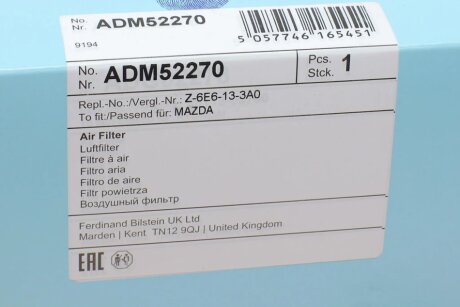 No. ADM52270
Nr.
9194
5 057746 165451
No. ADM52270
Nr.
Pcs. 1
Stck.
Repl.-No.:/Vergl.-Nr.: Z-6E6-13-3A0
To fit:/Passend für: MAZDA
Air Filter
Luftfilter
Filtre à air
Filtro aria
Filtro de aire
Filtr powietrza
Воздушный фильтр
Ferdinand Bilstein UK Ltd
Marden | Kent TN12 9QJ | United Kingdom
EAC